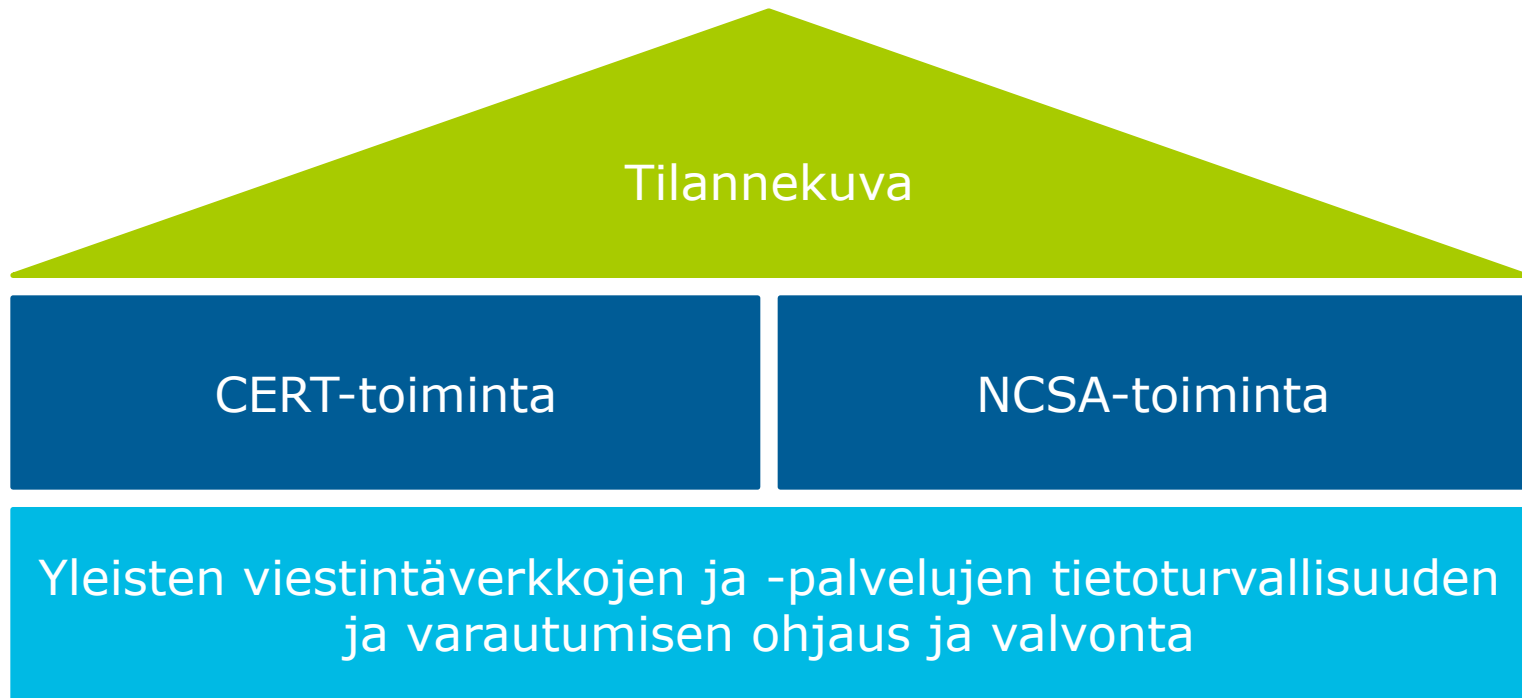 Tilannekuva
CERT-toiminta
NCSA-toiminta
Yleisten viestintäverkkojen ja -palvelujen tietoturvallisuuden
ja varautumisen ohjaus ja valvonta